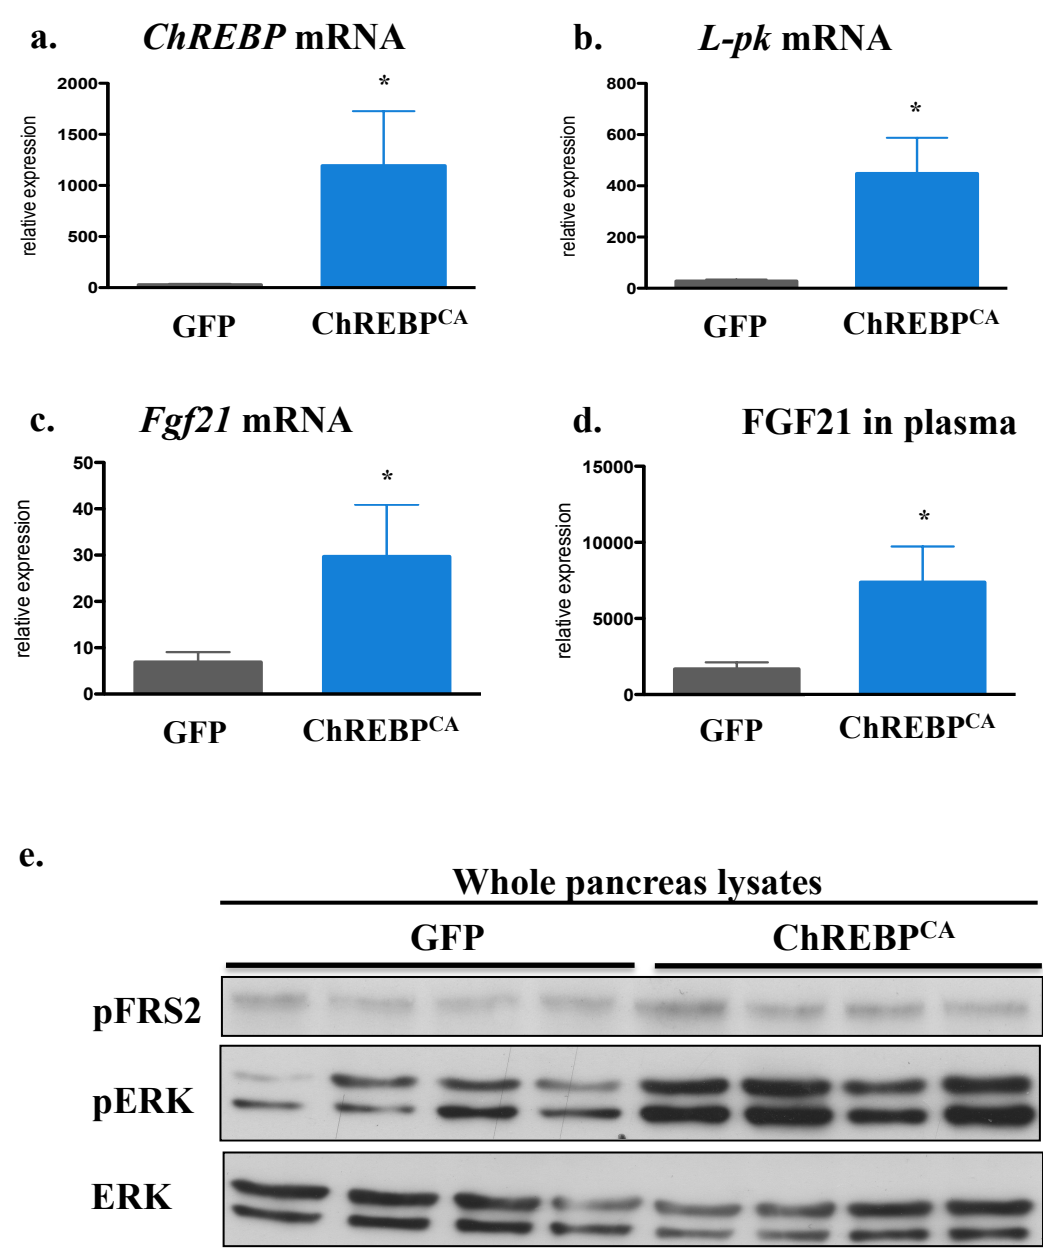 a. ChREBP mRNA
*
relative expression
2000
1500
1000
500
0
GFP ChREBPCA
b. L-pk mRNA
*
relative expression
800
600
400
200
0
GFP ChREBPCA
c. Fgf21 mRNA
*
relative expression
50
40
30
20
10
0
GFP ChREBPCA
d. FGF21 in plasma
*
relative expression
15000
10000
5000
0
GFP ChREBPCA
e.
Whole pancreas lysates
GFP ChREBPCA
pFRS2
pERK
ERK